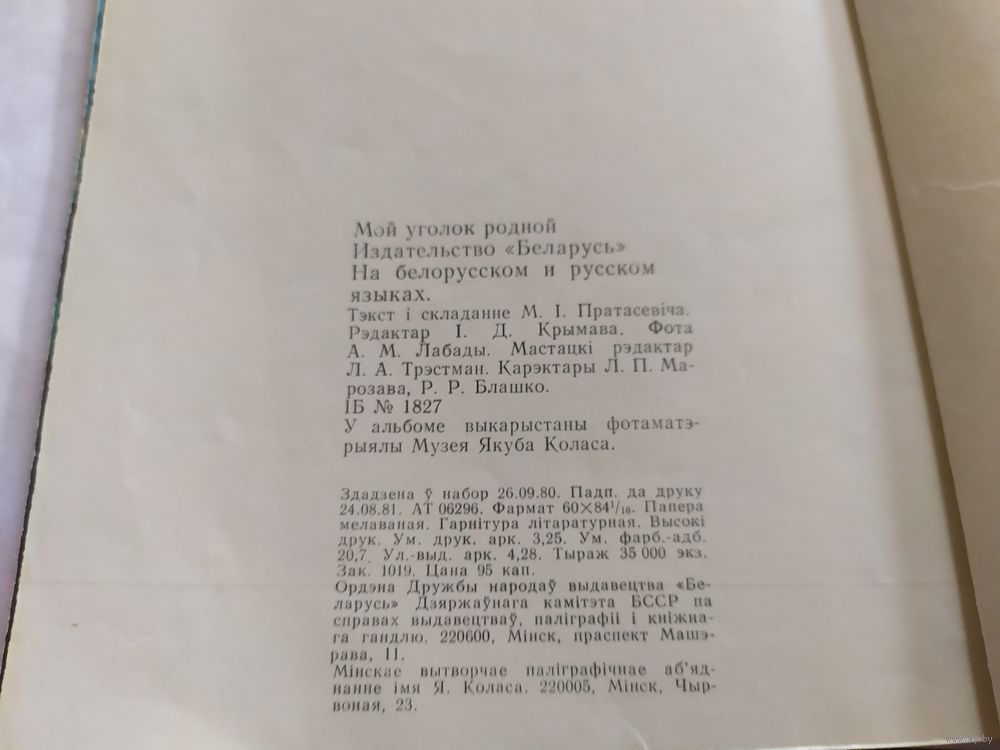 Мой уголок родной
Издательство «Беларусь»
На белорусском и русском
языках.
Тэкст і складанне М. І. Пратасевіча.
Рэдактар І. Д. Крымава. Фота
А. М. Лабады. Мастацкі рэдактар
Л. А. Трэстман. Карэктары Л. П. Ма-
розава, Р. Р. Блашко.
ІБ № 1827
У альбоме выкарыстаны фотаматэ-
рыялы Музея Якуба Коласа.
Здадзена ў набор 26.09.80. Падп. да друку
24.08.81. АТ 06296. Фармат 60×84¹/₁₆. Папера
мелаваная. Гарнітура літаратурная. Высокі
друк. Ум. друк. арк. 3,25. Ум. фарб.-адб.
20,7. Ул.-выд. арк. 4,28. Тыраж 35 000 экз.
Зак. 1019. Цана 95 кап.
Ордэна Дружбы народаў выдавецтва «Бе-
ларусь» Дзяржаўнага камітэта БССР па
справах выдавецтваў, паліграфіі і кніжна-
га гандлю. 220600, Мінск, праспект Машэ-
рава, 11.
Мінскае вытворчае паліграфічнае аб'яд-
нанне імя Я. Коласа. 220005, Мінск, Чыр-
воная, 23.